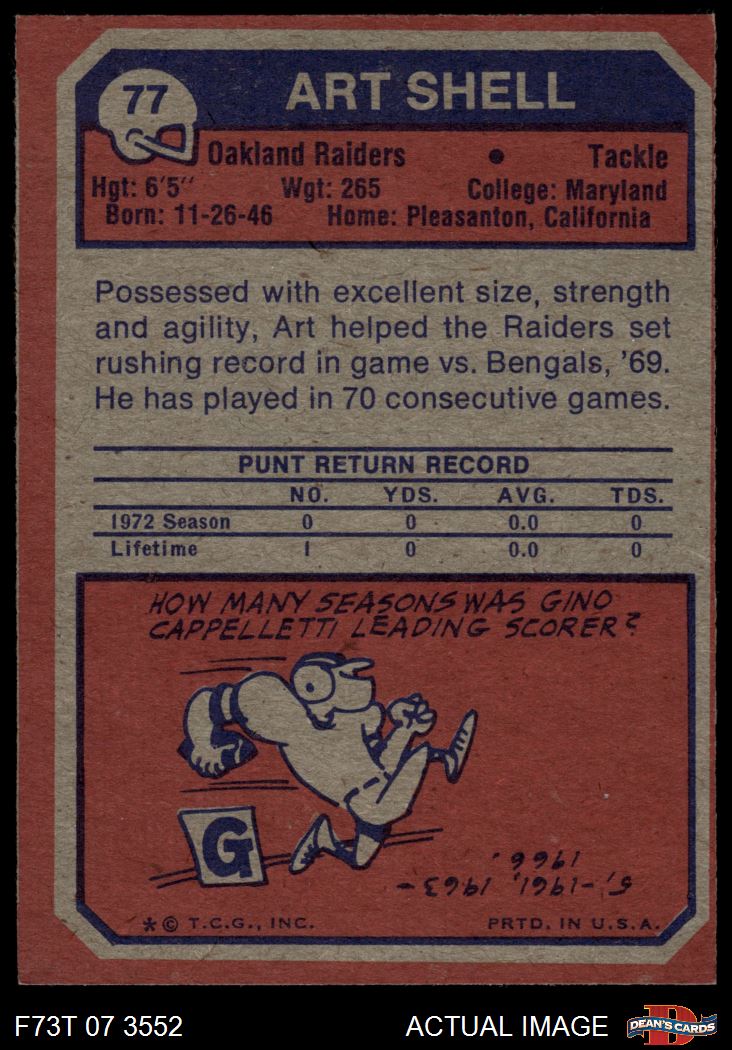 77
ART SHELL
Oakland Raiders • Tackle
Hgt: 6'5" Wgt: 265 College: Maryland
Born: 11-26-46 Home: Pleasanton, California
Possessed with excellent size, strength
and agility, Art helped the Raiders set
rushing record in game vs. Bengals, '69.
He has played in 70 consecutive games.
PUNT RETURN RECORD
NO. YDS. AVG. TDS.
1972 Season 0 0 0.0 0
Lifetime 1 0 0.0 0
HOW MANY SEASONS WAS GINO
CAPPELLETTI LEADING SCORER?
G
5,-1961, 1963-
1966.
* © T.C.G., INC. PRTD. IN U.S.A.
F73T 07 3552 ACTUAL IMAGE D DEAN'S CARDS